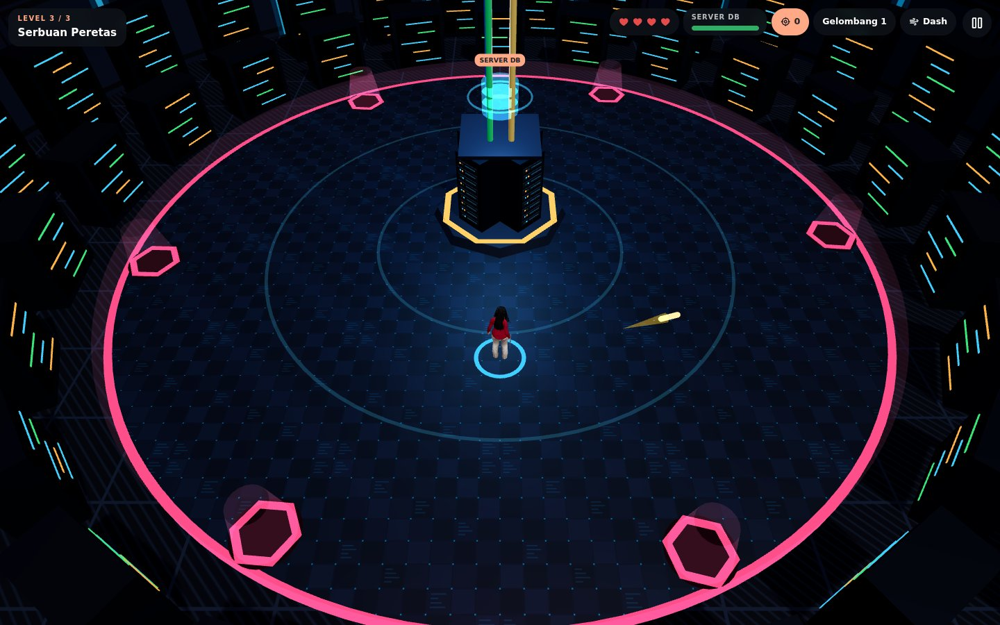 LEVEL 3 / 3
Serbuan Peretas
SERVER DB
0
Gelombang 1
Dash
SERVER DB